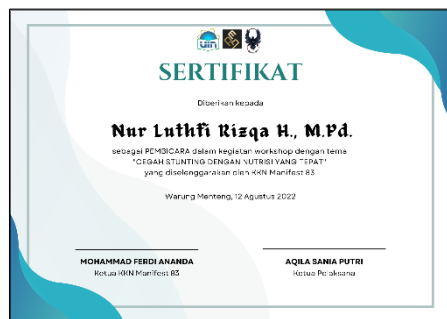 uin
SERTIFIKAT
Diberikan kepada
Nur Luthfi Rizqa H., M.Pd.
sebagai PEMBICARA dalam kegiatan workshop dengan tema
"CEGAH STUNTING DENGAN NUTRISI YANG TEPAT"
yang diselenggarakan oleh KKN Manifest 83
Warung Menteng, 12 Agustus 2022
MOHAMMAD FERDI ANANDA
Ketua KKN Manifest 83
AQILA SANIA PUTRI
Ketua Pelaksana